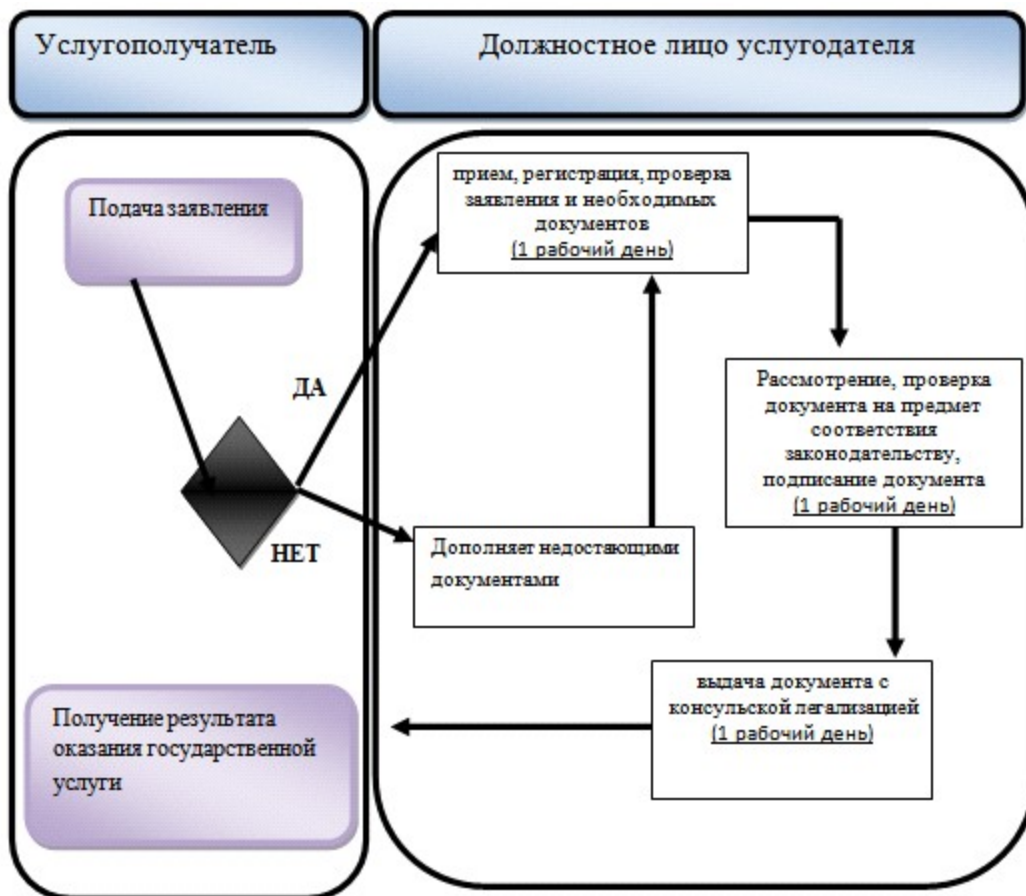 Услугополучатель
Должностное лицо услугодателя
Подача заявления
прием, регистрация, проверка
заявления и необходимых
документов
(1 рабочий день)
ДА
Рассмотрение, проверка
документа на предмет
соответствия
законодательству,
подписание документа
(1 рабочий день)
НЕТ
Дополняет недостающими
документами
выдача документа с
консульской легализацией
(1 рабочий день)
Получение результата
оказания государственной
услуги